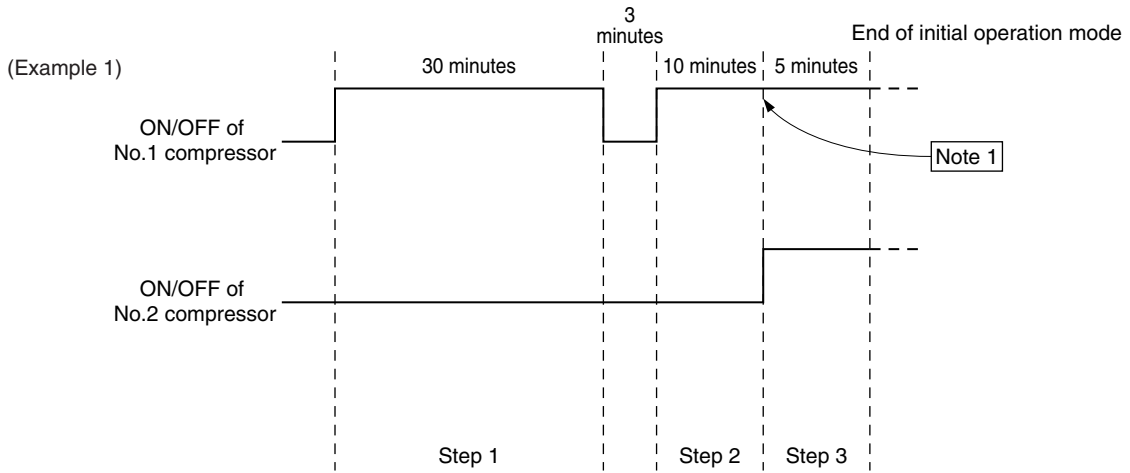 3
minutes
End of initial operation mode
(Example 1)
30 minutes
10 minutes
5 minutes
ON/OFF of
No.1 compressor
Note 1
ON/OFF of
No.2 compressor
Step 1
Step 2
Step 3